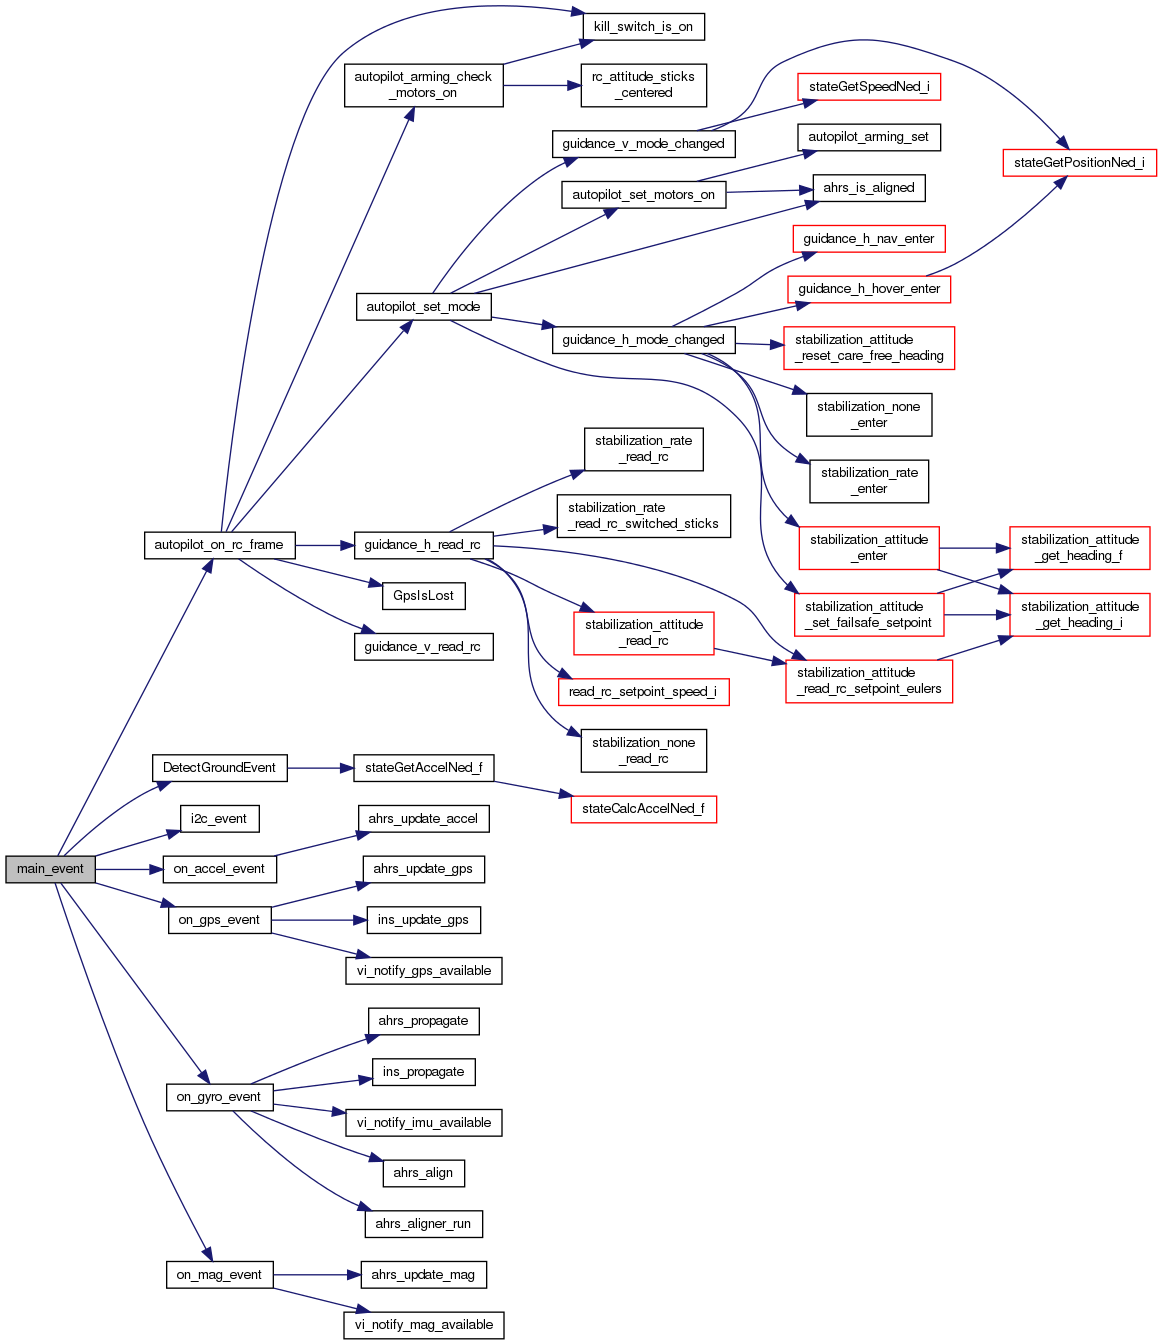 kill_switch_is_on
autopilot_arming_check
_motors_on
rc_attitude_sticks
_centered
stateGetSpeedNed_i
guidance_v_mode_changed
autopilot_arming_set
stateGetPositionNed_i
autopilot_set_motors_on
ahrs_is_aligned
guidance_h_nav_enter
guidance_h_hover_enter
autopilot_set_mode
guidance_h_mode_changed
stabilization_attitude
_reset_care_free_heading
stabilization_none
_enter
stabilization_rate
_read_rc
stabilization_rate
_enter
stabilization_rate
_read_rc_switched_sticks
autopilot_on_rc_frame
guidance_h_read_rc
stabilization_attitude
_enter
stabilization_attitude
_get_heading_f
GpsIsLost
stabilization_attitude
_set_failsafe_setpoint
stabilization_attitude
_get_heading_i
guidance_v_read_rc
stabilization_attitude
_read_rc
stabilization_attitude
_read_rc_setpoint_eulers
read_rc_setpoint_speed_i
stabilization_none
_read_rc
DetectGroundEvent
stateGetAccelNed_f
stateCalcAccelNed_f
i2c_event
ahrs_update_accel
main_event
on_accel_event
ahrs_update_gps
on_gps_event
ins_update_gps
vi_notify_gps_available
ahrs_propagate
ins_propagate
on_gyro_event
vi_notify_imu_available
ahrs_align
ahrs_aligner_run
on_mag_event
ahrs_update_mag
vi_notify_mag_available